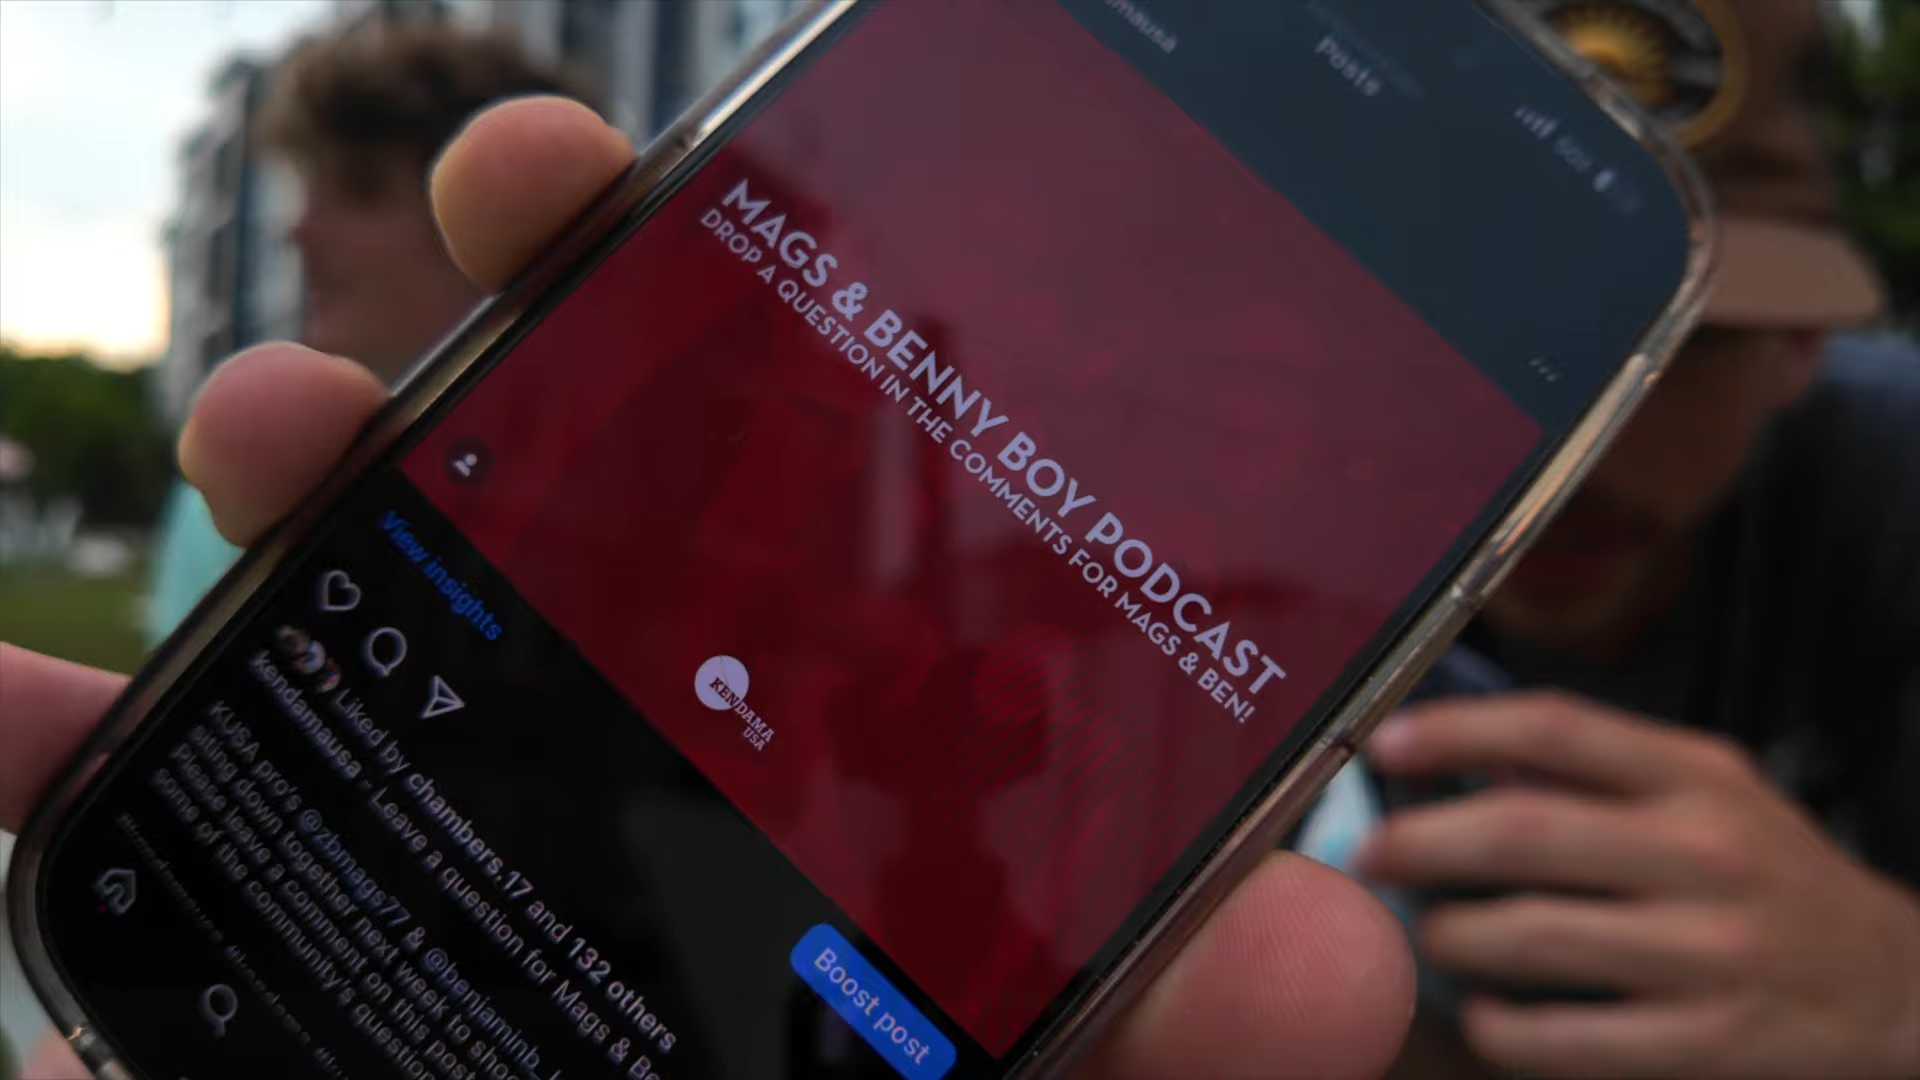 Posts
MAGS & BENNY BOY PODCAST
DROP A QUESTION IN THE COMMENTS FOR MAGS & BEN!
KENDAMA
USA
View insights
Boost post
Liked by chambers.17 and 132 others
kendamausa - Leave a question for Mags & Be
KUSA pro's @zbmags77 & @benjaminb_
siting down together next week to shoo
Please leave a comment on this post
some of the community's question